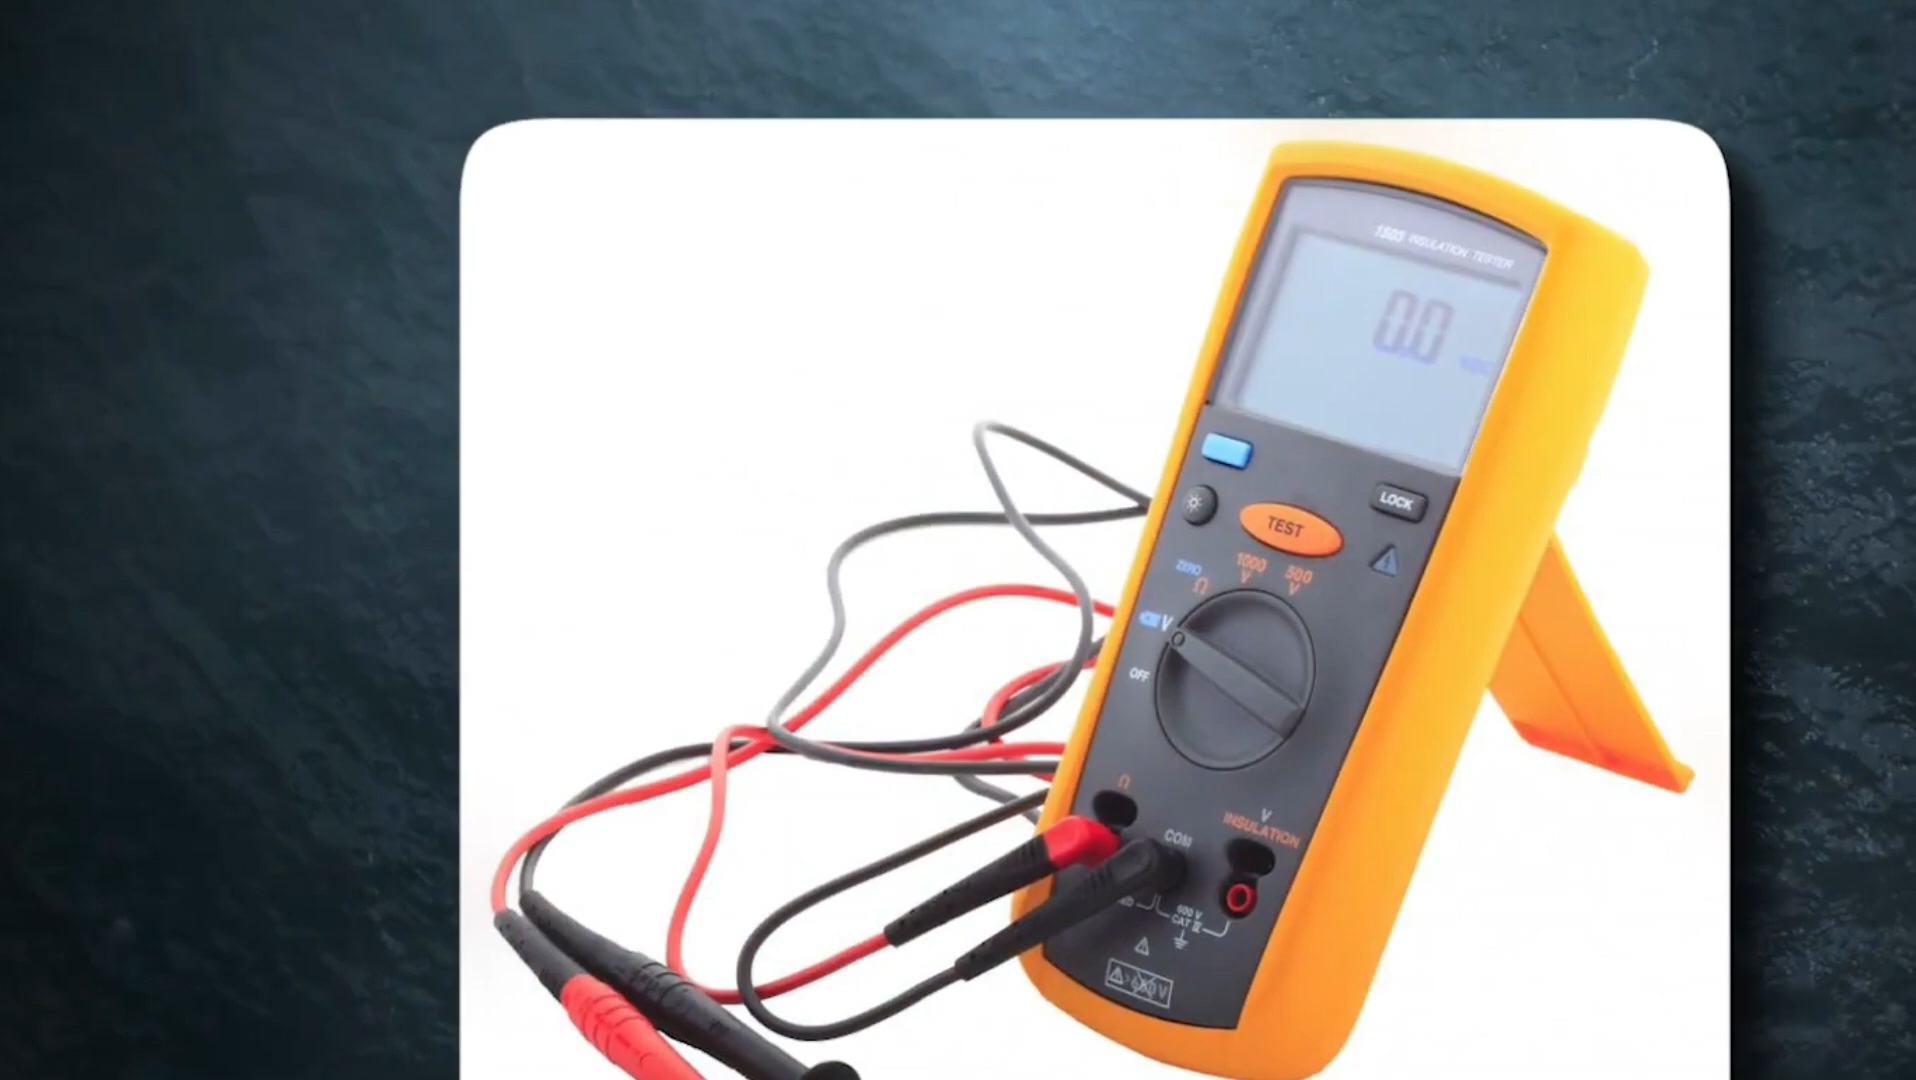 1503 INSULATION TESTER
0.0
LOCK
TEST
ZERO
Ω
1000
V
500
V
V
OFF
Ω
COM
V
INSULATION
600 V
CAT III